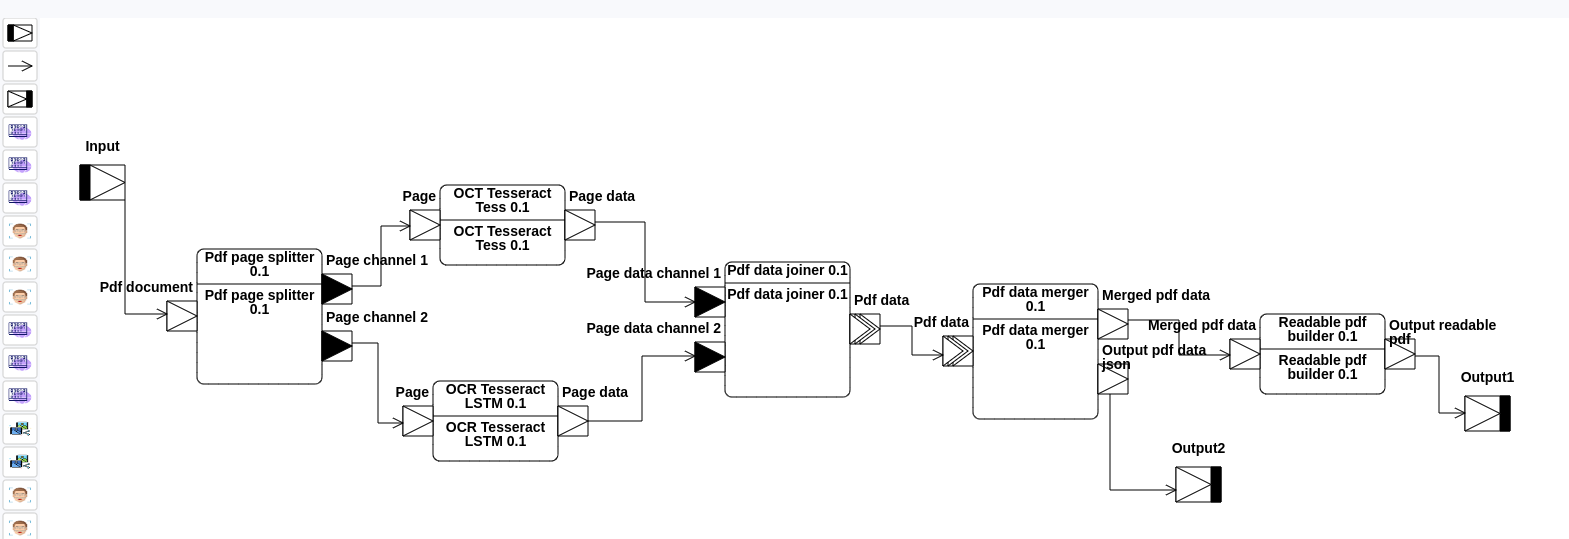 Input
Pdf document
Pdf page splitter
0.1
Pdf page splitter
0.1
Page channel 1
Page channel 2
Page
OCT Tesseract
Tess 0.1
OCT Tesseract
Tess 0.1
Page data
Page
OCR Tesseract
LSTM 0.1
OCR Tesseract
LSTM 0.1
Page data
Page data channel 1
Page data channel 2
Pdf data joiner 0.1
Pdf data joiner 0.1
Pdf data
Pdf data
Pdf data merger
0.1
Pdf data merger
0.1
Merged pdf data
Output pdf data
json
Merged pdf data
Readable pdf
builder 0.1
Readable pdf
builder 0.1
Output readable
pdf
Output1
Output2